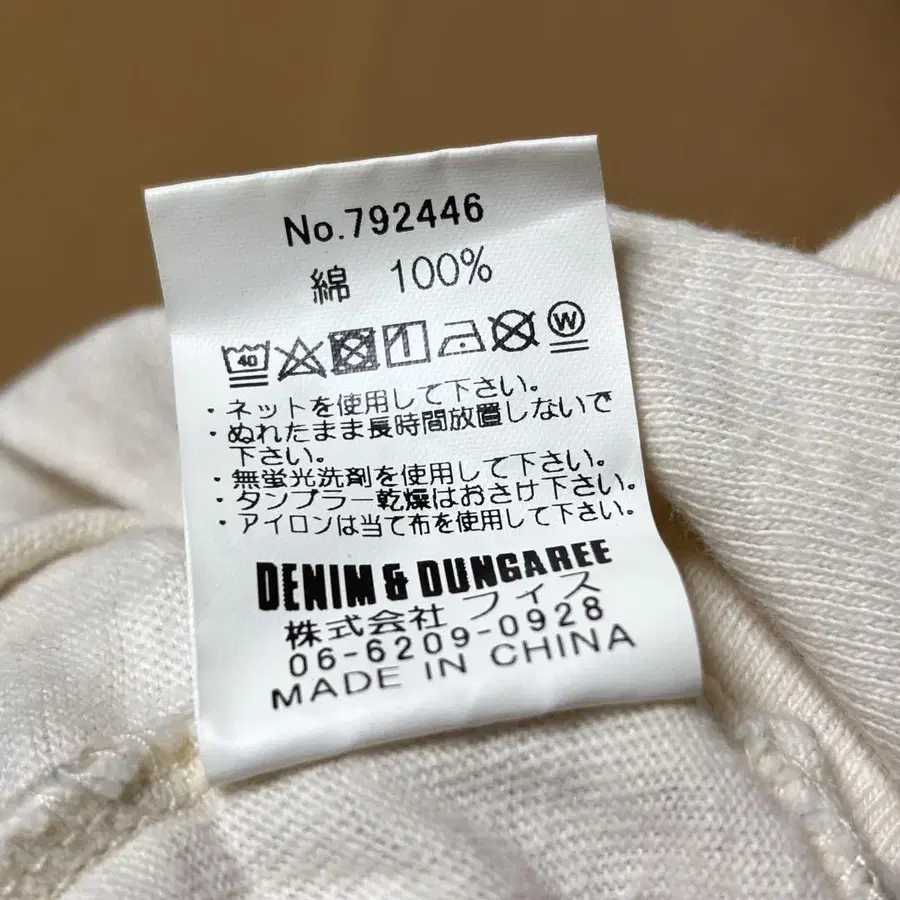 No.792446
綿 100%
40 W
・ネットを使用して下さい。
・ぬれたまま長時間放置しないで
下さい。
・無蛍光洗剤を使用して下さい。
・タンブラー乾燥はおさけ下さい。
・アイロンは当て布を使用して下さい。
DENIM & DUNGAREE
株式会社 フィス
06-6209-0928
MADE IN CHINA